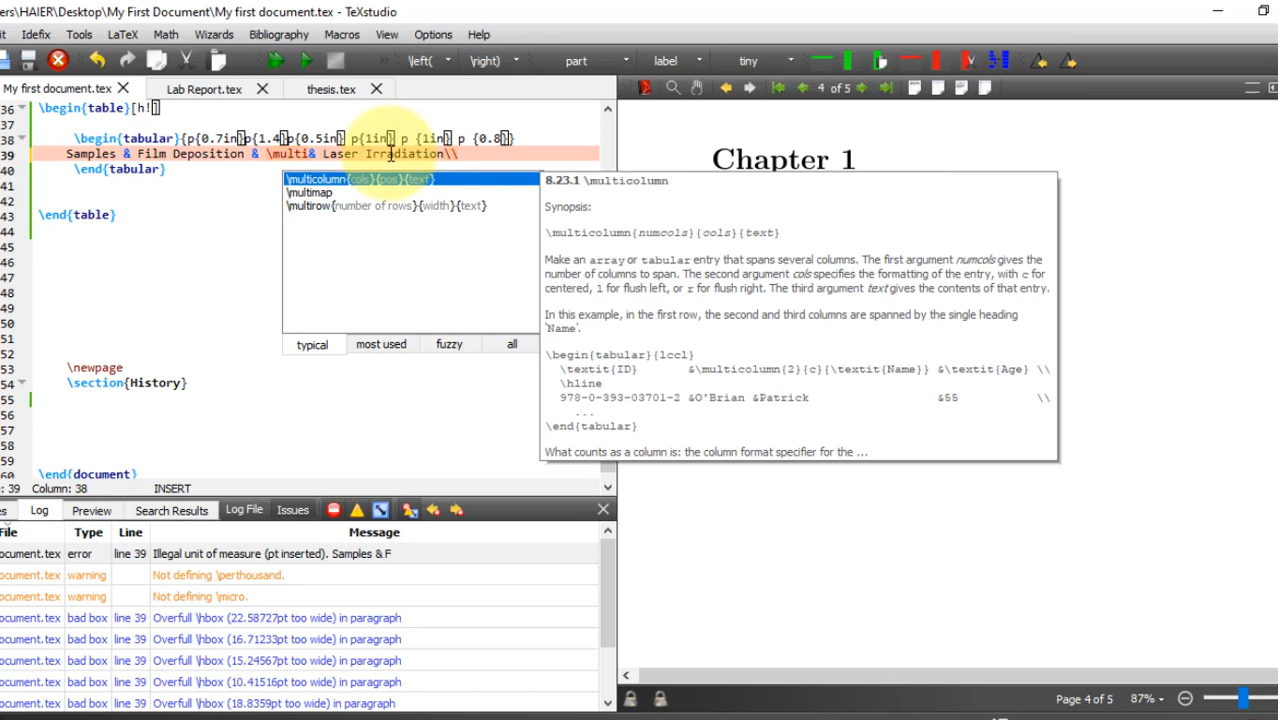 ers\HAIER\Desktop\My First Document\My first document.tex - TeXstudio
it Idefix Tools LaTeX Math Wizards Bibliography Macros View Options Help
\left( \right) part label tiny
My first document.tex Lab Report.tex thesis.tex
4 of 5
36 \begin{table}[h!]
37
38 \begin{tabular}{p{0.7in}p{1.4}p{0.5in} p{1in} p {1in} p {0.8}}
39 Samples & Film Deposition & \multi& Laser Irradiation\\
40 \end{tabular}
41
42
43 \end{table}
44
45
46
47
48
49
50
51
52
53 \newpage
54 \section{History}
55
56
57
58
59
60 \end{document}
\multicolumn{cols}{pos}{text}
\multimap
\multirow{number of rows}{width}{text}
typical most used fuzzy all
8.23.1 \multicolumn
Synopsis:
\multicolumn{numcols}{cols}{text}
Make an array or tabular entry that spans several columns. The first argument numcols gives the
number of columns to span. The second argument cols specifies the formatting of the entry, with c for
centered, l for flush left, or r for flush right. The third argument text gives the contents of that entry.
In this example, in the first row, the second and third columns are spanned by the single heading
'Name'.
\begin{tabular}{lccl}
\textit{ID} &\multicolumn{2}{c}{\textit{Name}} &\textit{Age} \\
\hline
978-0-393-03701-2 &O'Brian &Patrick &55 \\
...
\end{tabular}
What counts as a column is: the column format specifier for the ...
Chapter 1
: 39 Column: 38 INSERT
es Log Preview Search Results Log File Issues
File Type Line Message
ocument.tex error line 39 Illegal unit of measure (pt inserted). Samples & F
ocument.tex warning Not defining \perthousand.
ocument.tex warning Not defining \micro.
ocument.tex bad box line 39 Overfull \hbox (22.58727pt too wide) in paragraph
ocument.tex bad box line 39 Overfull \hbox (16.71233pt too wide) in paragraph
ocument.tex bad box line 39 Overfull \hbox (15.24567pt too wide) in paragraph
ocument.tex bad box line 39 Overfull \hbox (10.41516pt too wide) in paragraph
ocument.tex bad box line 39 Overfull \hbox (18.8359pt too wide) in paragraph
Page 4 of 5 87%